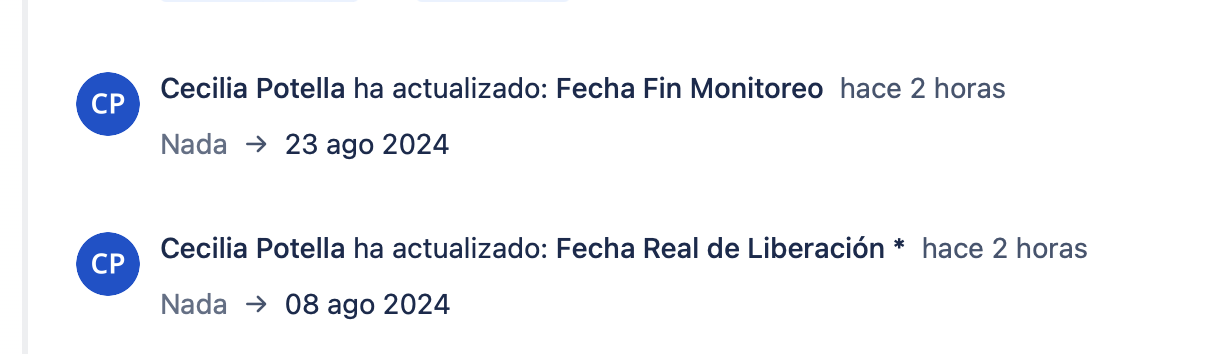 CP
Cecilia Potella ha actualizado: Fecha Fin Monitoreo hace 2 horas
Nada → 23 ago 2024
CP
Cecilia Potella ha actualizado: Fecha Real de Liberación * hace 2 horas
Nada → 08 ago 2024